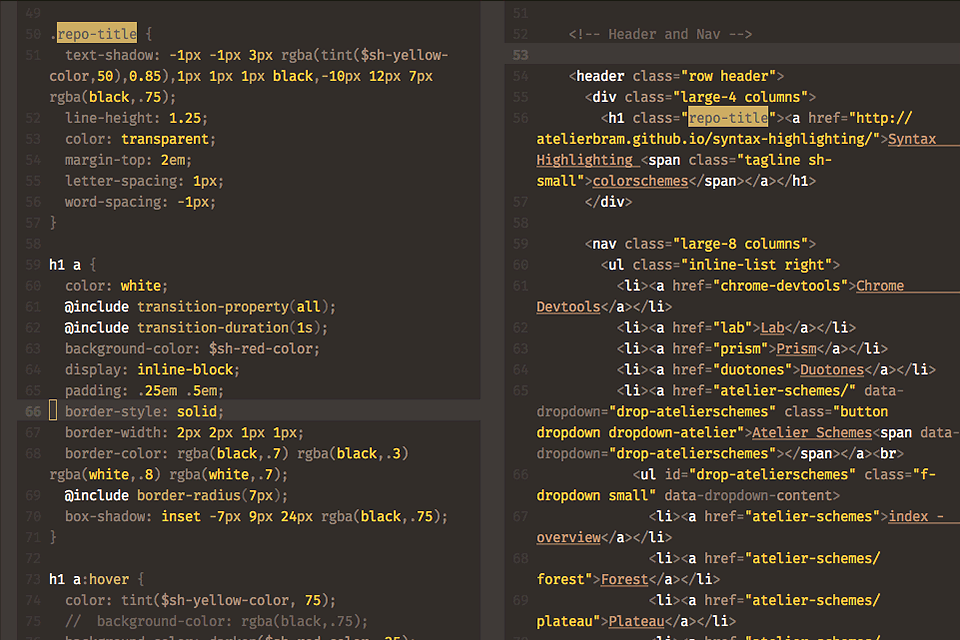 49
50 .repo-title {
51 text-shadow: -1px -1px 3px rgba(tint($sh-yellow-
color,50),0.85),1px 1px 1px black,-10px 12px 7px
rgba(black,.75);
52 line-height: 1.25;
53 color: transparent;
54 margin-top: 2em;
55 letter-spacing: 1px;
56 word-spacing: -1px;
57 }
58
59 h1 a {
60 color: white;
61 @include transition-property(all);
62 @include transition-duration(1s);
63 background-color: $sh-red-color;
64 display: inline-block;
65 padding: .25em .5em;
66 border-style: solid;
67 border-width: 2px 2px 1px 1px;
68 border-color: rgba(black,.7) rgba(black,.3)
rgba(white,.8) rgba(white,.7);
69 @include border-radius(7px);
70 box-shadow: inset -7px 9px 24px rgba(black,.75);
71 }
72
73 h1 a:hover {
74 color: tint($sh-yellow-color, 75);
75 // background-color: rgba(black,.75);
51
52 <!-- Header and Nav -->
53
54 <header class="row header">
55 <div class="large-4 columns">
56 <h1 class="repo-title"><a href="http://
atelierbram.github.io/syntax-highlighting/">Syntax
Highlighting <span class="tagline sh-
small">colorschemes</span></a></h1>
57 </div>
58
59 <nav class="large-8 columns">
60 <ul class="inline-list right">
61 <li><a href="chrome-devtools">Chrome
Devtools</a></li>
62 <li><a href="lab">Lab</a></li>
63 <li><a href="prism">Prism</a></li>
64 <li><a href="duotones">Duotones</a></li>
65 <li><a href="atelier-schemes/" data-
dropdown="drop-atelierschemes" class="button
dropdown dropdown-atelier">Atelier Schemes<span data-
dropdown="drop-atelierschemes"></span></a><br>
66 <ul id="drop-atelierschemes" class="f-
dropdown small" data-dropdown-content>
67 <li><a href="atelier-schemes">index -
overview</a></li>
68 <li><a href="atelier-schemes/
forest">Forest</a></li>
69 <li><a href="atelier-schemes/
plateau">Plateau</a></li>